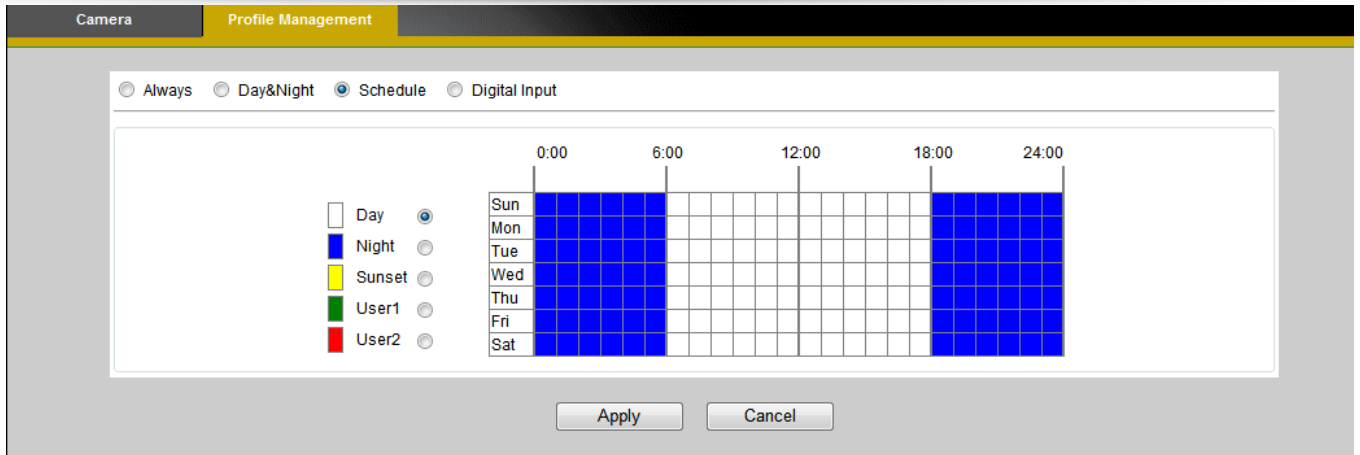 Camera Profile Management
Always Day&Night Schedule Digital Input
0:00 6:00 12:00 18:00 24:00
Day
Night
Sunset
User1
User2
Sun
Mon
Tue
Wed
Thu
Fri
Sat
Apply Cancel